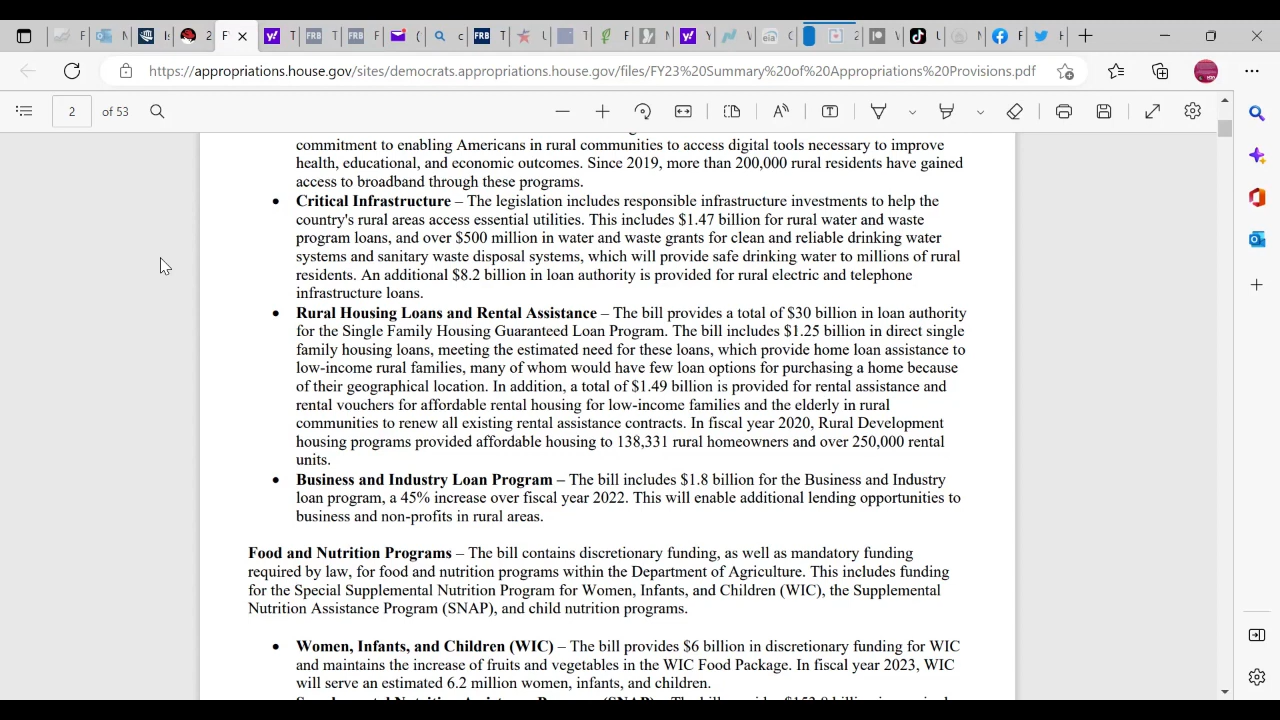 https://appropriations.house.gov/sites/democrats.appropriations.house.gov/files/FY23%20Summary%20of%20Appropriations%20Provisions.pdf
2 of 53
commitment to enabling Americans in rural communities to access digital tools necessary to improve
health, educational, and economic outcomes. Since 2019, more than 200,000 rural residents have gained
access to broadband through these programs.
• Critical Infrastructure – The legislation includes responsible infrastructure investments to help the
country's rural areas access essential utilities. This includes $1.47 billion for rural water and waste
program loans, and over $500 million in water and waste grants for clean and reliable drinking water
systems and sanitary waste disposal systems, which will provide safe drinking water to millions of rural
residents. An additional $8.2 billion in loan authority is provided for rural electric and telephone
infrastructure loans.
• Rural Housing Loans and Rental Assistance – The bill provides a total of $30 billion in loan authority
for the Single Family Housing Guaranteed Loan Program. The bill includes $1.25 billion in direct single
family housing loans, meeting the estimated need for these loans, which provide home loan assistance to
low-income rural families, many of whom would have few loan options for purchasing a home because
of their geographical location. In addition, a total of $1.49 billion is provided for rental assistance and
rental vouchers for affordable rental housing for low-income families and the elderly in rural
communities to renew all existing rental assistance contracts. In fiscal year 2020, Rural Development
housing programs provided affordable housing to 138,331 rural homeowners and over 250,000 rental
units.
• Business and Industry Loan Program – The bill includes $1.8 billion for the Business and Industry
loan program, a 45% increase over fiscal year 2022. This will enable additional lending opportunities to
business and non-profits in rural areas.
Food and Nutrition Programs – The bill contains discretionary funding, as well as mandatory funding
required by law, for food and nutrition programs within the Department of Agriculture. This includes funding
for the Special Supplemental Nutrition Program for Women, Infants, and Children (WIC), the Supplemental
Nutrition Assistance Program (SNAP), and child nutrition programs.
• Women, Infants, and Children (WIC) – The bill provides $6 billion in discretionary funding for WIC
and maintains the increase of fruits and vegetables in the WIC Food Package. In fiscal year 2023, WIC
will serve an estimated 6.2 million women, infants, and children.